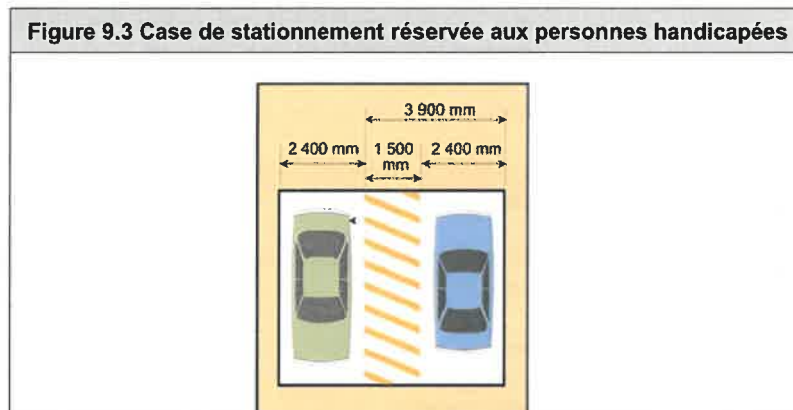 Figure 9.3 Case de stationnement réservée aux personnes handicapées
3 900 mm
2 400 mm
1 500
mm
2 400 mm